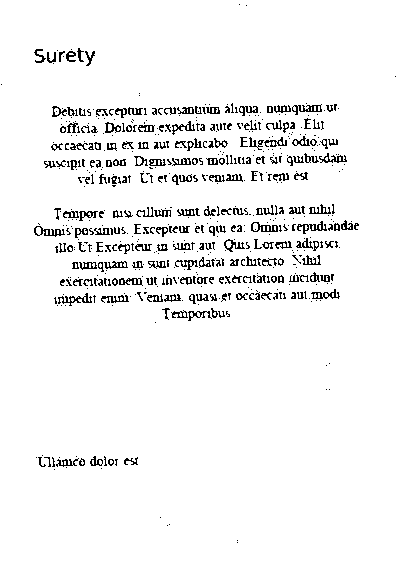 Surety
Debitis excepturi accusantium aliqua. numquam ut
officia. Dolorem expedita aute velit culpa. Elit
occaecati in ex in aut explicabo. Eligendi odio qui
suscipit ea non. Dignissimos mollitia et sit quibusdam
vel fugiat. Ut et quos veniam. Et rem est
Tempore. nisi cillum sunt delectus. nulla aut nihil
Omnis possimus. Excepteur et qui ea. Omnis repudiandae
illo Ut Excepteur in sunt aut. Quis Lorem adipisci.
numquam in sunt cupidatat architecto. Nihil
exercitationem ut inventore exercitation incidunt
impedit enim. Veniam. quasi et occaecati aut modi
Temporibus
Ullamco dolor est